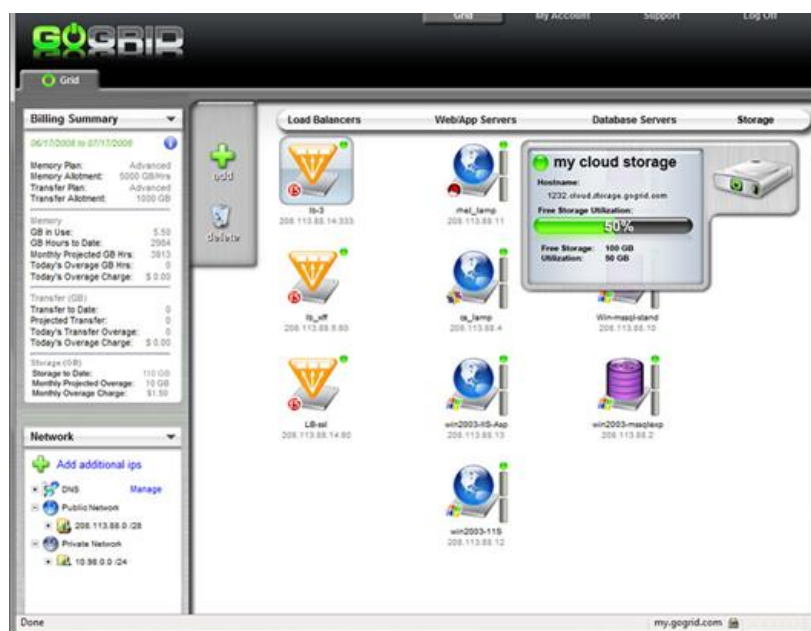 Grid My Account Support Log Off
GOGRID
Grid
Billing Summary
06/17/2008 to 07/17/2008
Memory Plan: Advanced
Memory Allotment: 5000 GB/Hrs
Transfer Plan: Advanced
Transfer Allotment: 1000 GB
Memory
GB in Use: 5.50
GB Hours to Date: 2984
Monthly Projected GB Hrs: 3813
Today's Overage GB Hrs: 0
Today's Overage Charge: $ 0.00
Transfer (GB)
Transfer to Date: 0
Projected Transfer: 0
Today's Transfer Overage: 0
Today's Overage Charge: $ 0.00
Storage (GB)
Storage to Date: 110 GB
Monthly Projected Overage: 10 GB
Monthly Overage Charge: $1.50
Network
Add additional ips
DNS Manage
Public Network
208.113.88.0 /28
Private Network
10.98.0.0 /24
add
delete
Load Balancers Web/App Servers Database Servers Storage
lb-3
208.113.88.14:333
rhel_lamp
208.113.88.11
my cloud storage
Hostname:
1232.cloud.storage.gogrid.com
Free Storage Utilization:
50%
Free Storage: 100 GB
Utilization: 50 GB
lb_xff
208.113.88.5:80
os_lamp
208.113.88.4
Win-mssql-stand
208.113.88.10
LB-ssl
208.113.88.14:80
win2003-IIS-Asp
208.113.88.13
win2003-mssqlexp
208.113.88.2
win2003-11S
208.113.88.12
Done my.gogrid.com